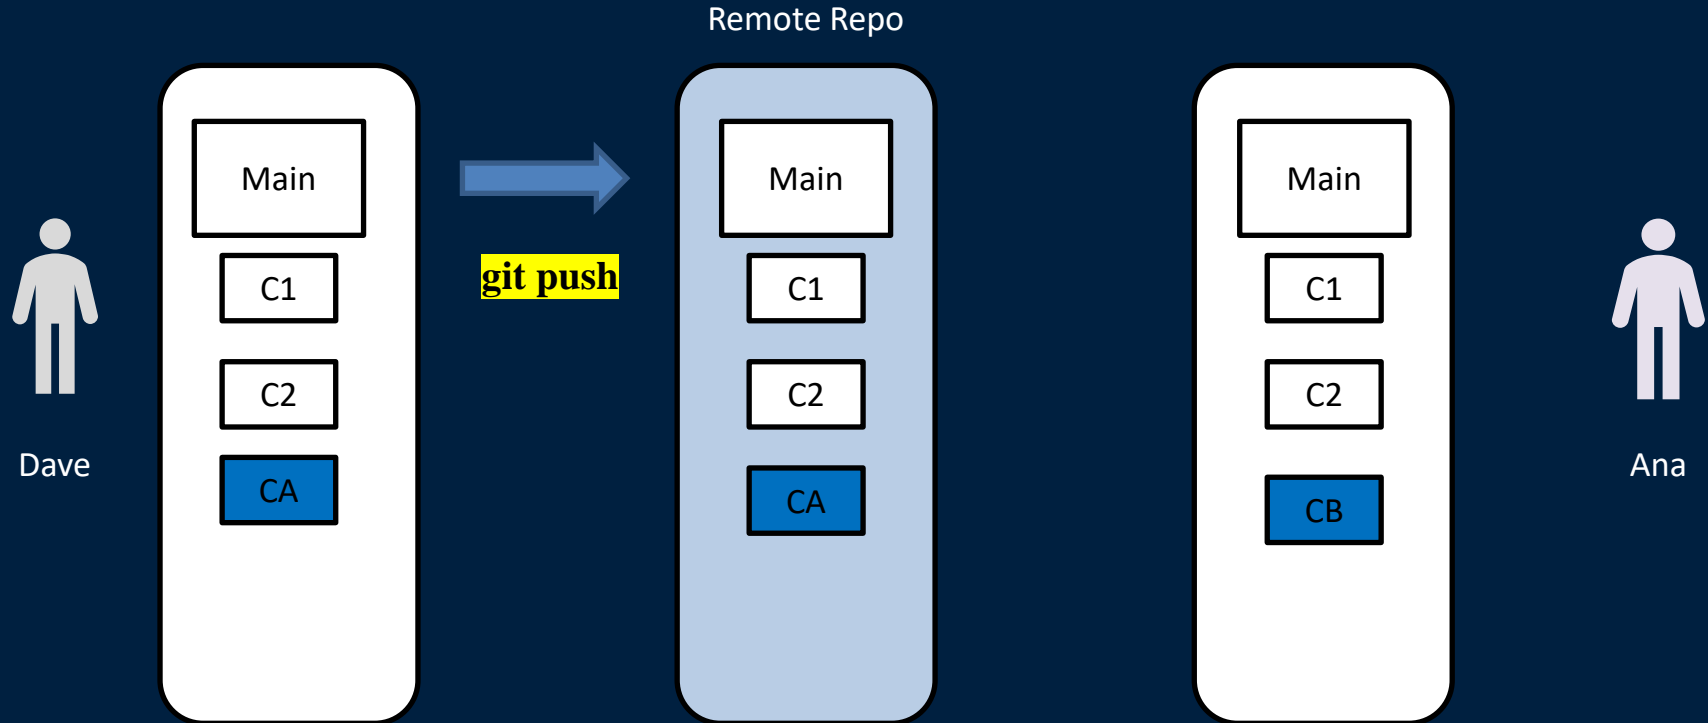 Remote Repo
Main
Main
Main
git push
C1
C1
C1
C2
C2
C2
Dave
Ana
CA
CA
CB